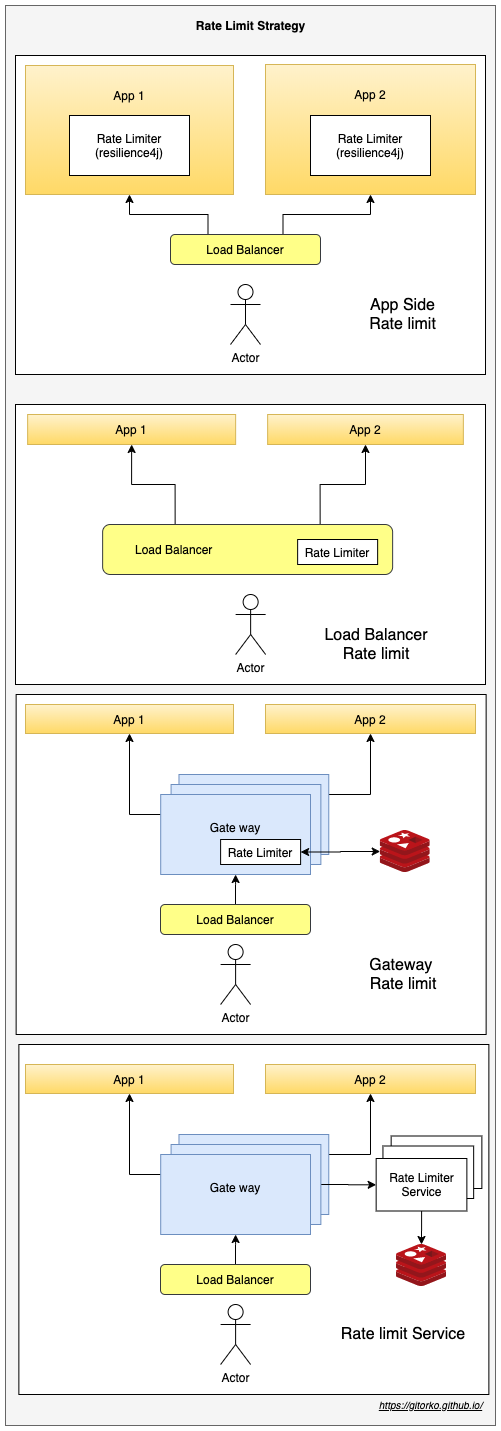 Rate Limit Strategy
App 1
App 2
Rate Limiter
(resilience4j)
Rate Limiter
(resilience4j)
Load Balancer
App Side
Rate limit
Actor
App 1
App 2
Load Balancer
Rate Limiter
Load Balancer
Rate limit
Actor
App 1
App 2
Gate way
Rate Limiter
Load Balancer
Gateway
Rate limit
Actor
App 1
App 2
Gate way
Rate Limiter
Service
Load Balancer
Rate limit Service
Actor
https://gitorko.github.io/